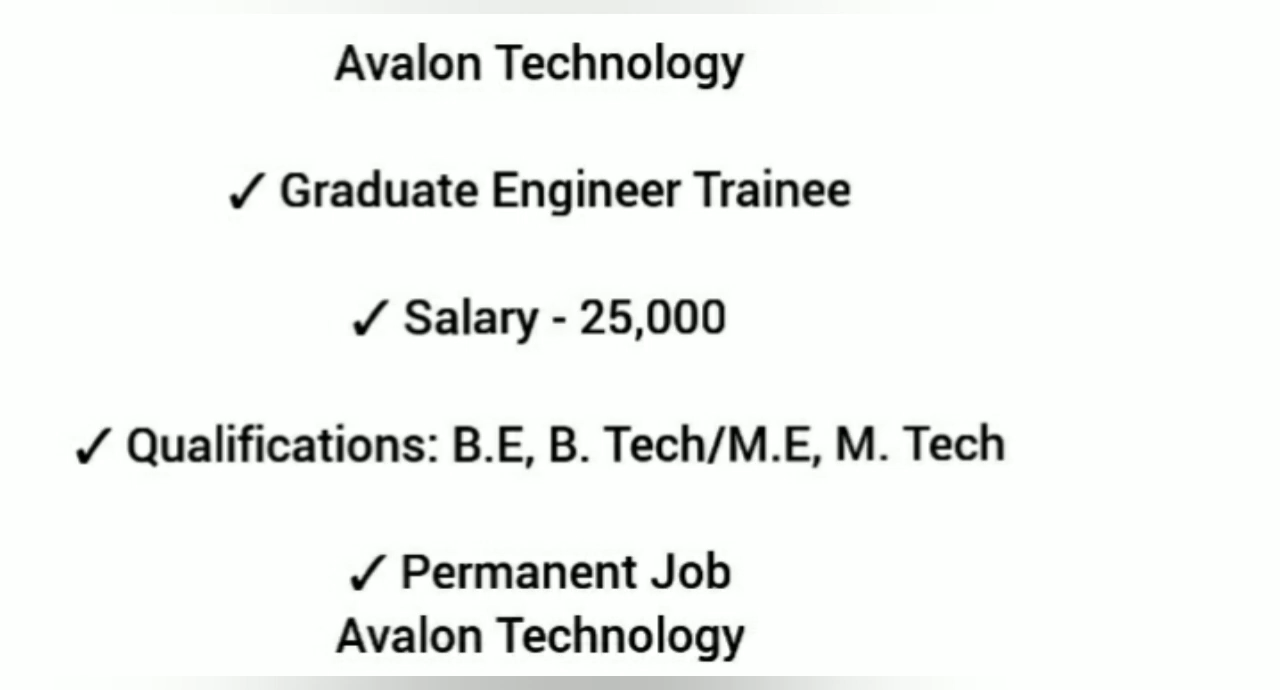 Avalon Technology
✓ Graduate Engineer Trainee
✓ Salary - 25,000
✓ Qualifications: B.E, B. Tech/M.E, M. Tech
✓ Permanent Job
Avalon Technology